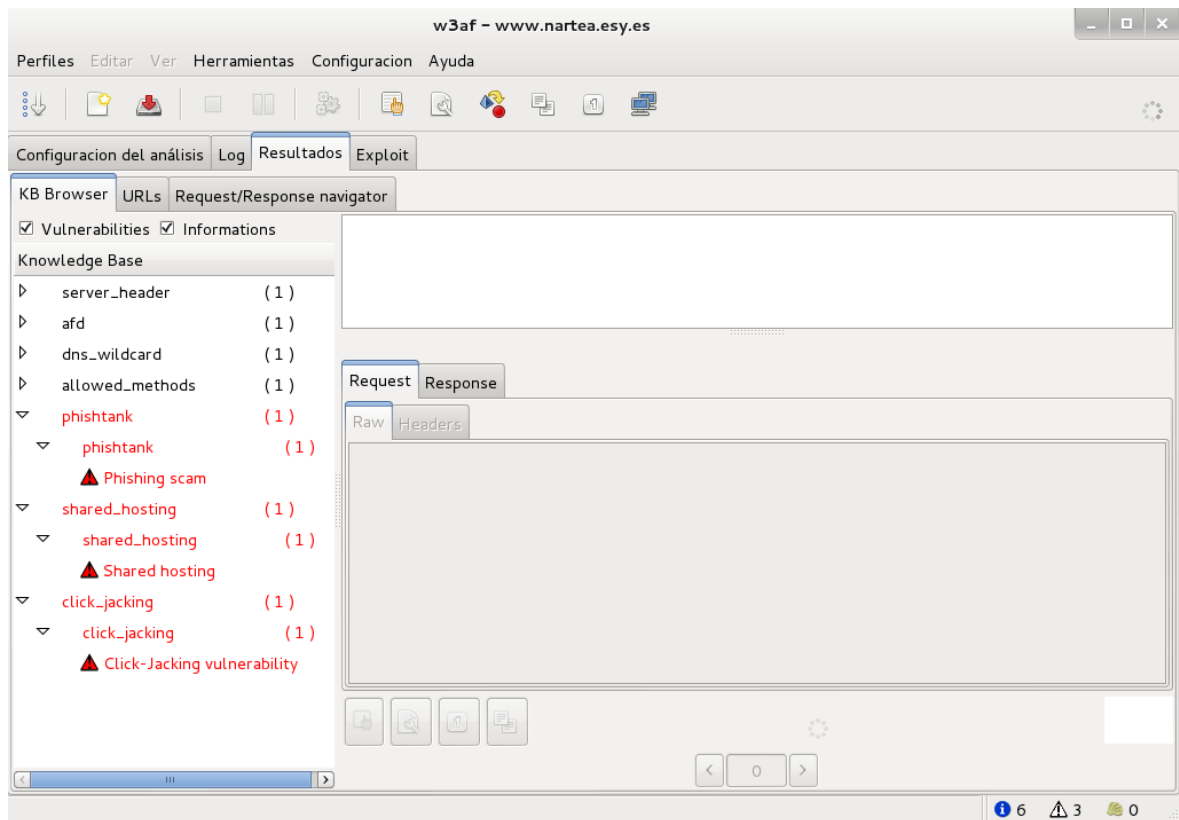 w3af - www.nartea.esy.es
Perfiles Editar Ver Herramientas Configuracion Ayuda
Configuracion del análisis Log Resultados Exploit
KB Browser URLs Request/Response navigator
Vulnerabilities Informations
Knowledge Base
server_header (1)
afd (1)
dns_wildcard (1)
allowed_methods (1)
phishtank (1)
phishtank (1)
Phishing scam
shared_hosting (1)
shared_hosting (1)
Shared hosting
click_jacking (1)
click_jacking (1)
Click-Jacking vulnerability
Request Response
Raw Headers
0
6 3 0